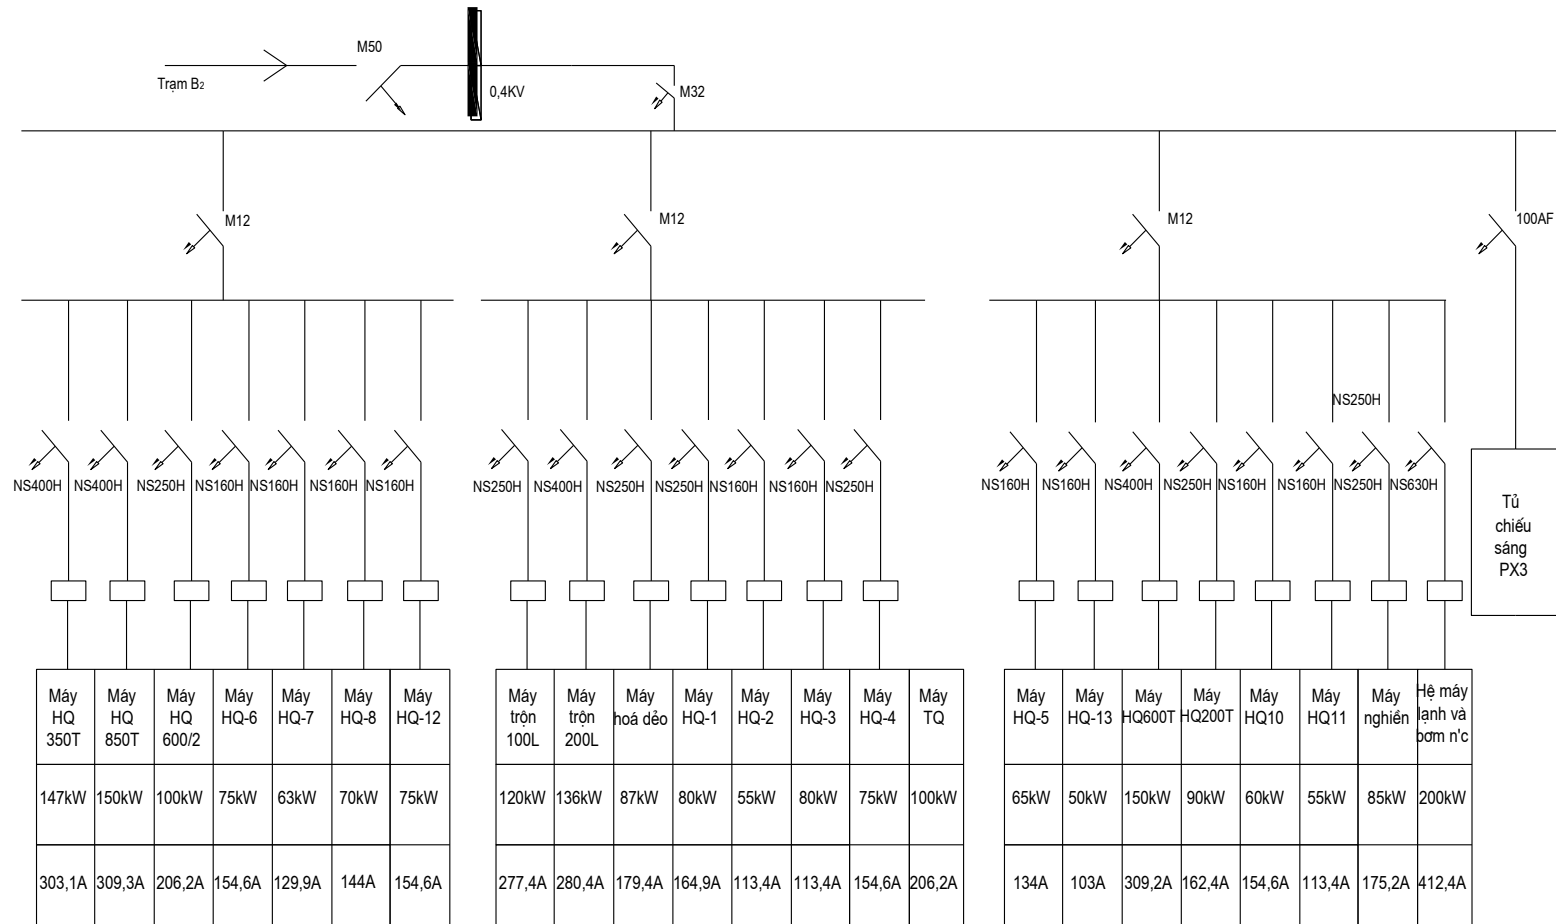 M50
Trạm B2
0,4KV
M32
M12
M12
M12
100AF
NS250H
NS400H
NS400H
NS250H
NS160H
NS160H
NS160H
NS160H
NS250H
NS400H
NS250H
NS250H
NS160H
NS160H
NS250H
NS160H
NS160H
NS400H
NS250H
NS160H
NS160H
NS250H
NS630H
Tủ
chiếu
sáng
PX3
Máy
HQ
350T
Máy
HQ
850T
Máy
HQ
600/2
Máy
HQ-6
Máy
HQ-7
Máy
HQ-8
Máy
HQ-12
147kW 150kW 100kW 75kW 63kW 70kW 75kW
303,1A 309,3A 206,2A 154,6A 129,9A 144A 154,6A
Máy
trộn
100L
Máy
trộn
200L
Máy
hoá dẻo
Máy
HQ-1
Máy
HQ-2
Máy
HQ-3
Máy
HQ-4
Máy
TQ
120kW 136kW 87kW 80kW 55kW 80kW 75kW 100kW
277,4A 280,4A 179,4A 164,9A 113,4A 113,4A 154,6A 206,2A
Máy
HQ-5
Máy
HQ-13
Máy
HQ600T
Máy
HQ200T
Máy
HQ10
Máy
HQ11
Máy
nghiền
Hệ máy
lạnh và
bơm n'c
65kW 50kW 150kW 90kW 60kW 55kW 85kW 200kW
134A 103A 309,2A 162,4A 154,6A 113,4A 175,2A 412,4A